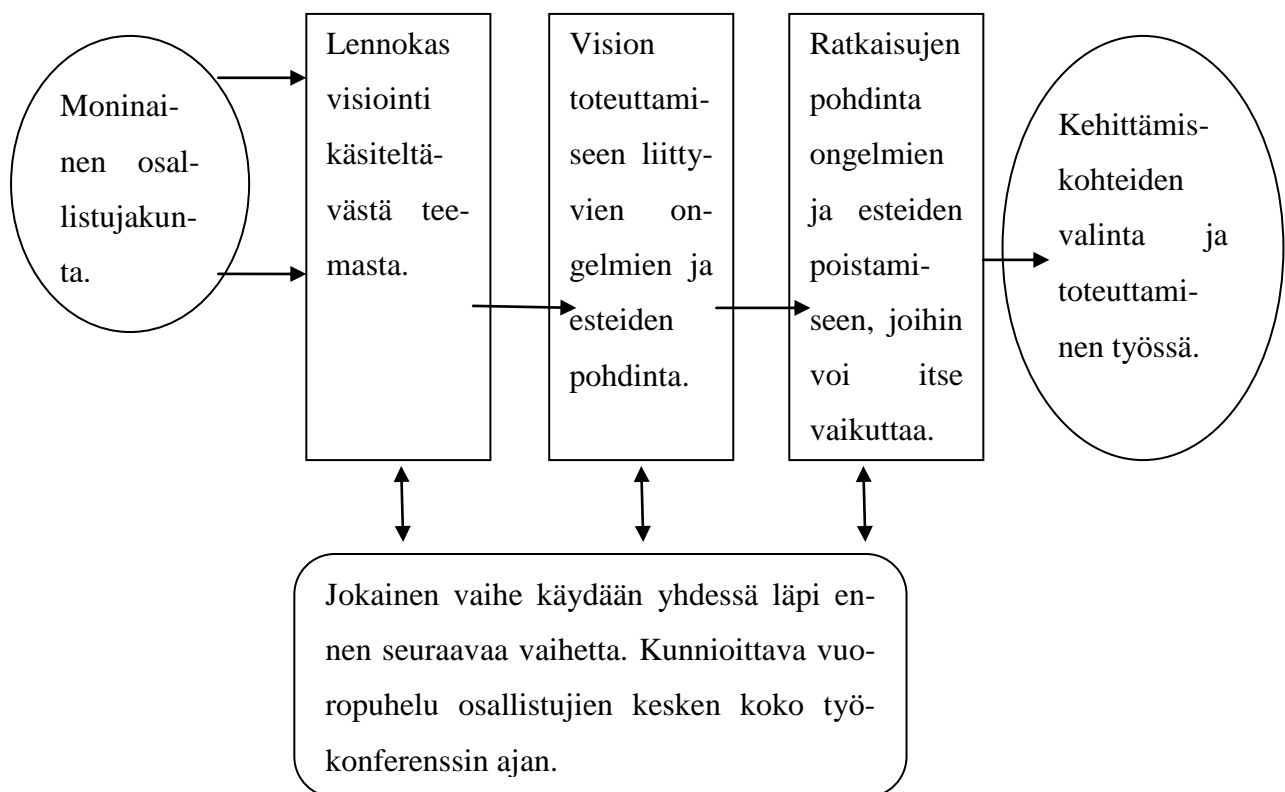 Moninai-
nen osal-
listujakun-
ta.
Lennokas
visiointi
käsiteltä-
västä tee-
masta.
Vision
toteuttami-
seen liitty-
vien on-
gelmien ja
esteiden
pohdinta.
Ratkaisujen
pohdinta
ongelmien
ja esteiden
poistami-
seen, joihin
voi itse
vaikuttaa.
Kehittämis-
kohteiden
valinta ja
toteuttami-
nen työssä.
Jokainen vaihe käydään yhdessä läpi en-
nen seuraavaa vaihetta. Kunnioittava vuo-
ropuhelu osallistujien kesken koko työ-
konferenssin ajan.